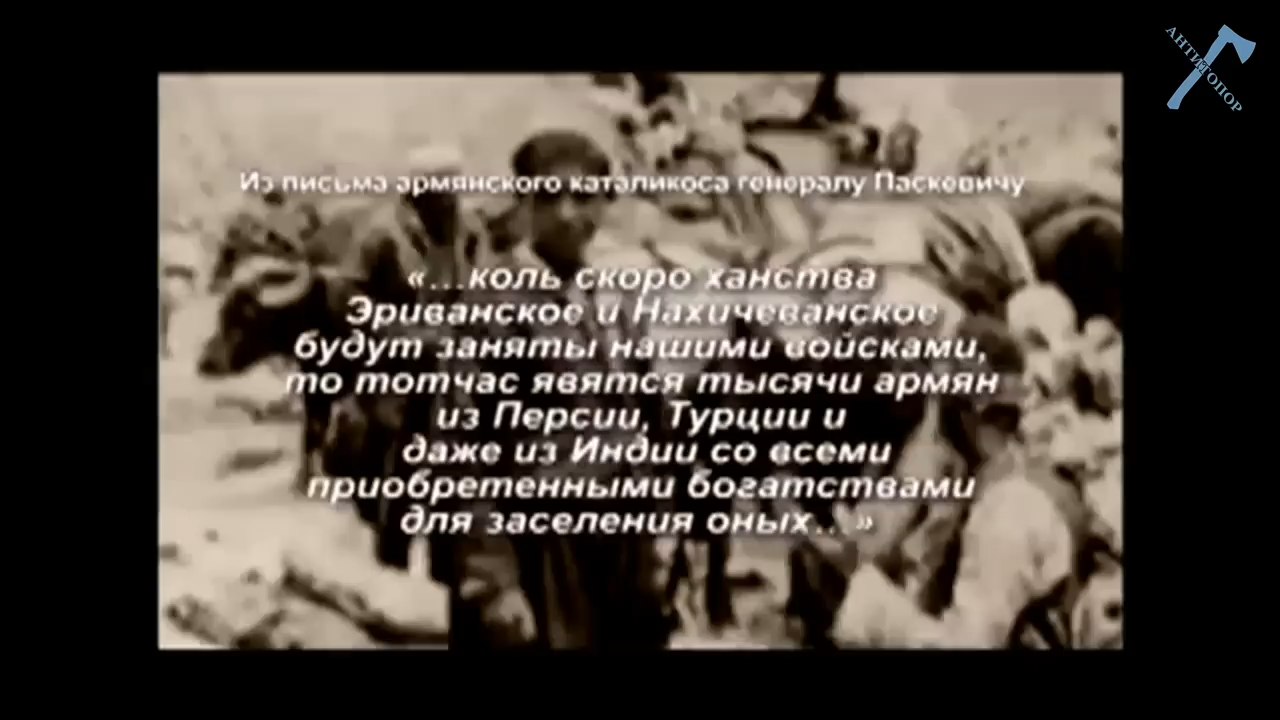 АНТИТОПОР
Из письма армянского каталикоса генералу Паскевичу
«...коль скоро ханства
Эриванское и Нахичеванское
будут заняты нашими войсками,
то тотчас явятся тысячи армян
из Персии, Турции и
даже из Индии со всеми
приобретенными богатствами
для заселения оных...»